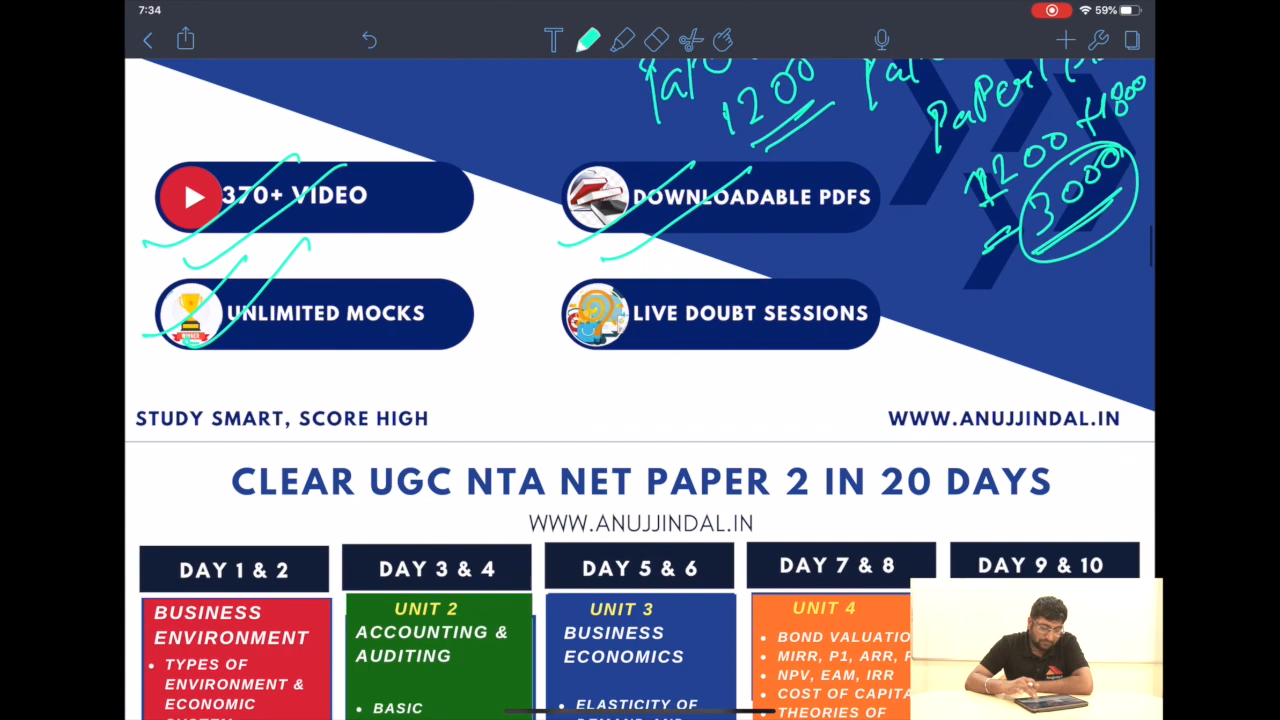 7:34
59%
1200
PaPer
1200 + 1800
= 3000
370+ VIDEO
DOWNLOADABLE PDFS
UNLIMITED MOCKS
LIVE DOUBT SESSIONS
STUDY SMART, SCORE HIGH
WWW.ANUJJINDAL.IN
CLEAR UGC NTA NET PAPER 2 IN 20 DAYS
WWW.ANUJJINDAL.IN
DAY 1 & 2
DAY 3 & 4
DAY 5 & 6
DAY 7 & 8
DAY 9 & 10
BUSINESS
ENVIRONMENT
• TYPES OF
ENVIRONMENT &
ECONOMIC
UNIT 2
ACCOUNTING &
AUDITING
• BASIC
UNIT 3
BUSINESS
ECONOMICS
• ELASTICITY OF
UNIT 4
• BOND VALUATIO
• MIRR, P1, ARR,
• NPV, EAM, IRR
• COST OF CAPITA
• THEORIES OF